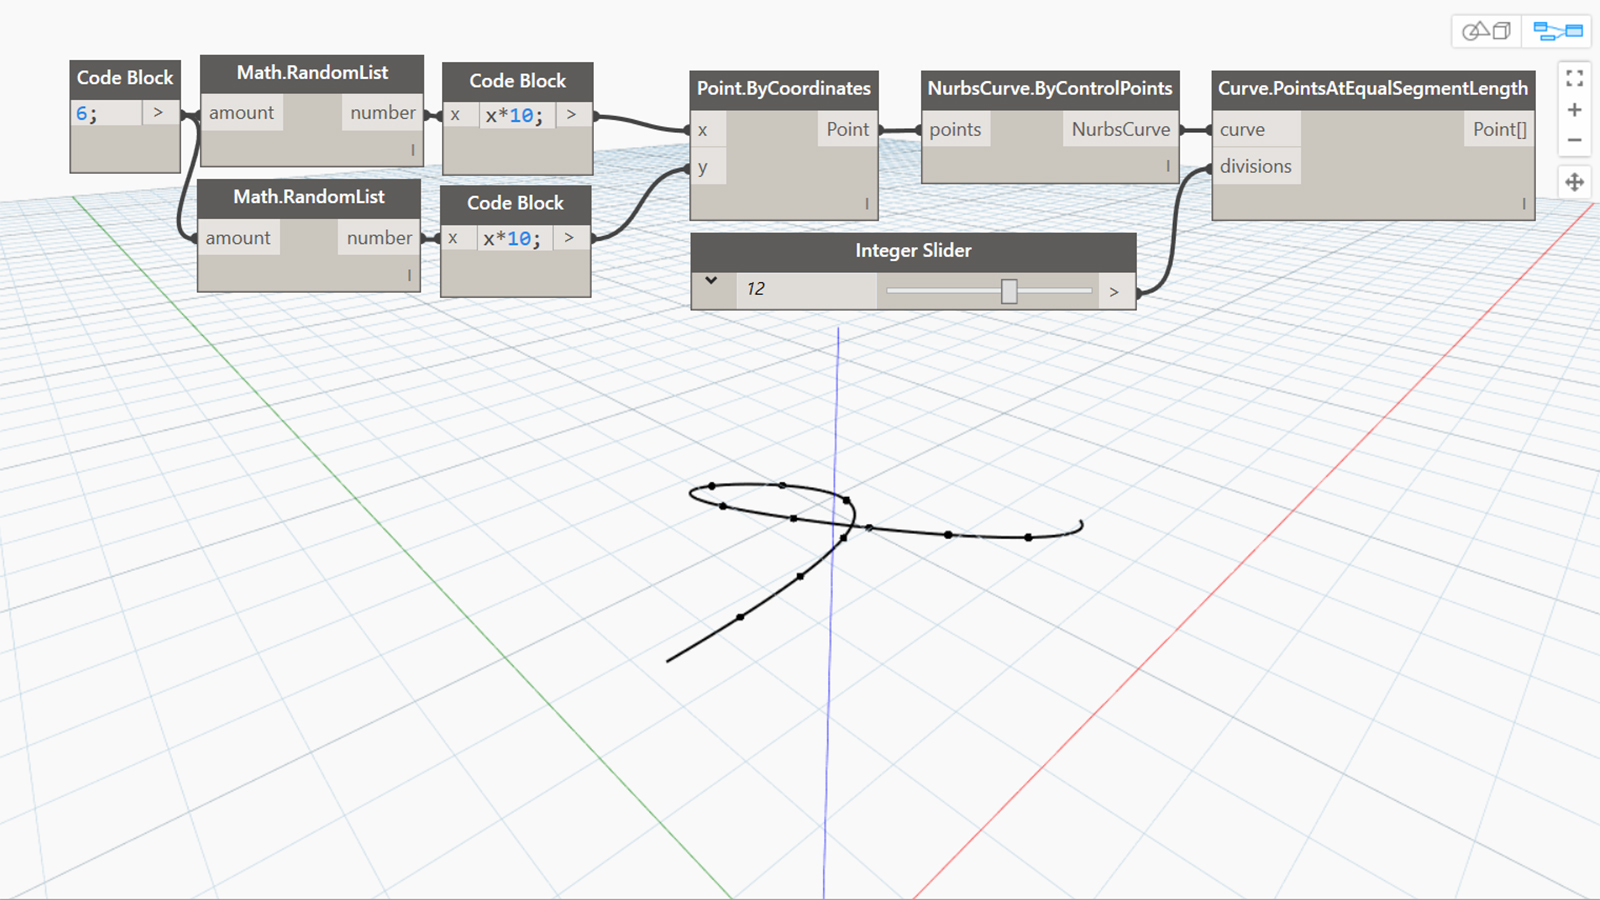 Code Block
6; >
Math.RandomList
amount number
l
Math.RandomList
amount number
l
Code Block
x x*10; >
Code Block
x x*10; >
Point.ByCoordinates
x Point
y
l
NurbsCurve.ByControlPoints
points NurbsCurve
l
Curve.PointsAtEqualSegmentLength
curve Point[]
divisions
l
Integer Slider
12 >